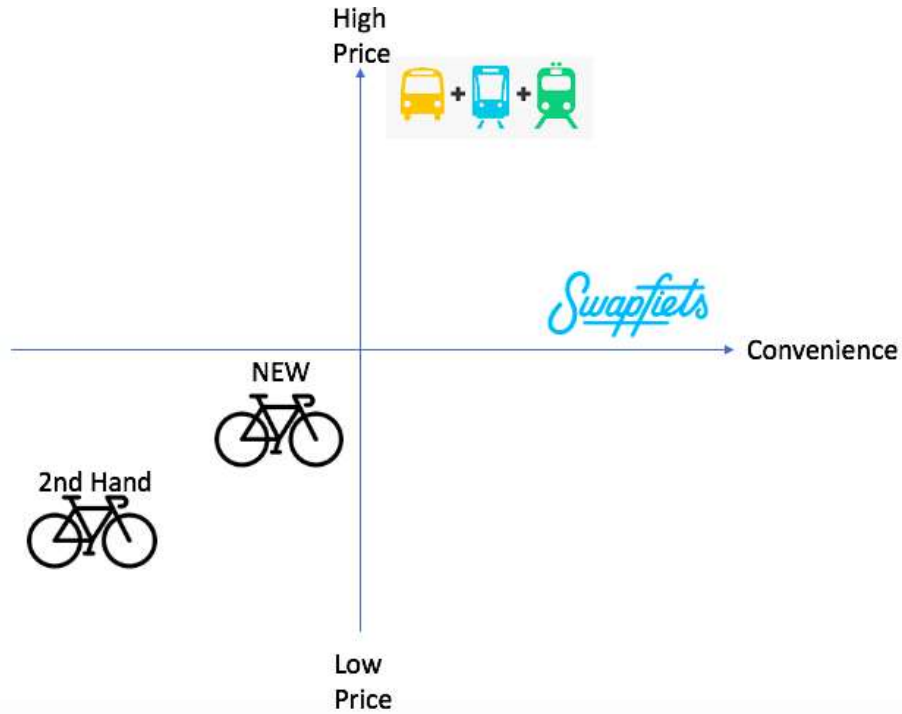 High
Price
+ +
Swapfiets
Convenience
NEW
2nd Hand
Low
Price